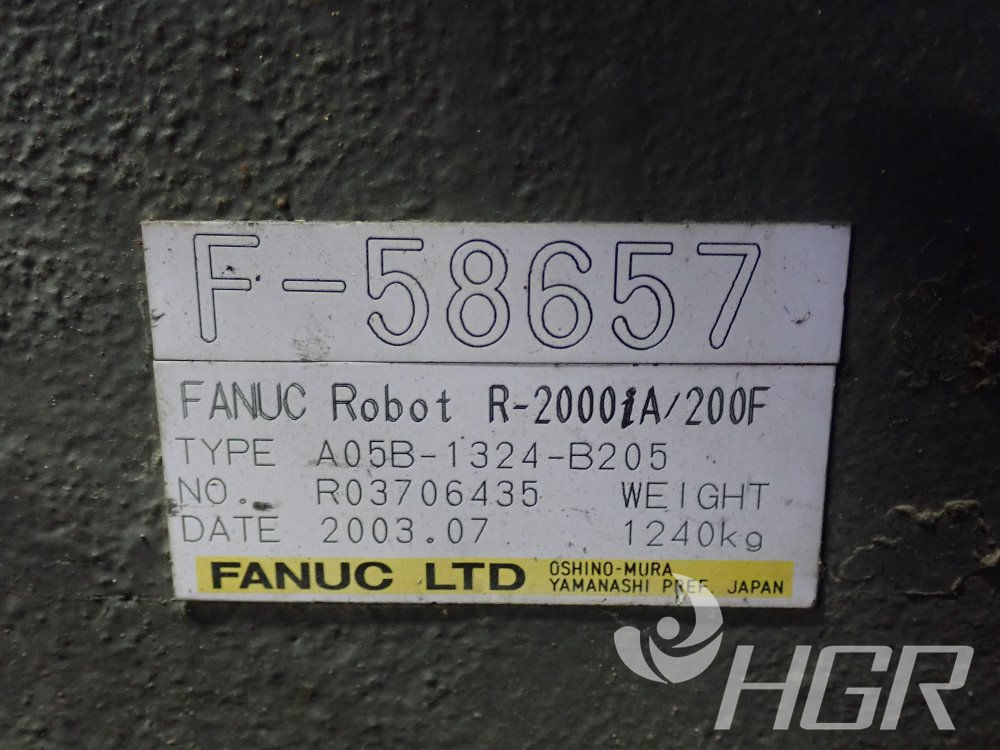 F-58657
FANUC Robot R-2000iA/200F
TYPE A05B-1324-B205
NO. R03706435 WEIGHT
DATE 2003.07 1240kg
FANUC LTD OSHINO-MURA
YAMANASHI PREF. JAPAN
HGR